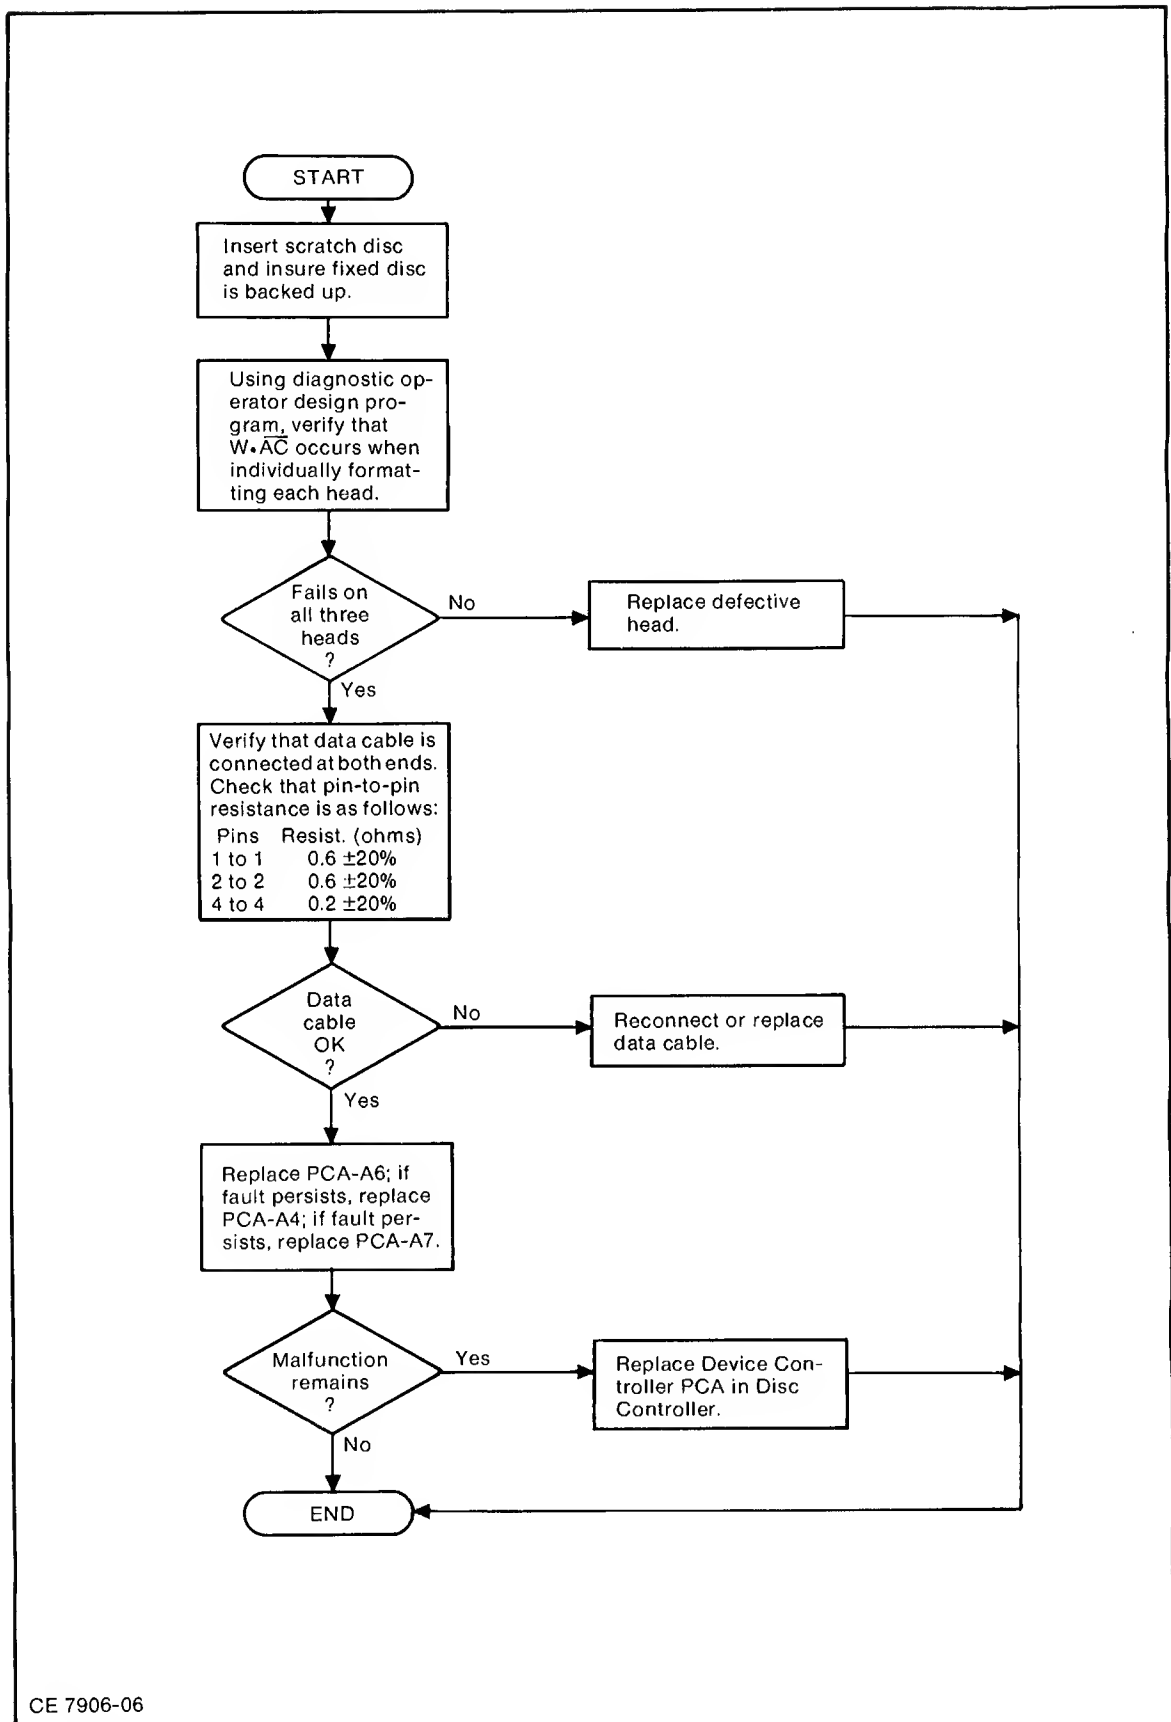 START
Insert scratch disc
and insure fixed disc
is backed up.
Using diagnostic op-
erator design pro-
gram, verify that
W•A̅C̅ occurs when
individually format-
ting each head.
Fails on
all three
heads
?
No
Replace defective
head.
Yes
Verify that data cable is
connected at both ends.
Check that pin-to-pin
resistance is as follows:
Pins Resist. (ohms)
1 to 1 0.6 ±20%
2 to 2 0.6 ±20%
4 to 4 0.2 ±20%
Data
cable
OK
?
No
Reconnect or replace
data cable.
Yes
Replace PCA-A6; if
fault persists, replace
PCA-A4; if fault per-
sists, replace PCA-A7.
Malfunction
remains
?
Yes
Replace Device Con-
troller PCA in Disc
Controller.
No
END
CE 7906-06